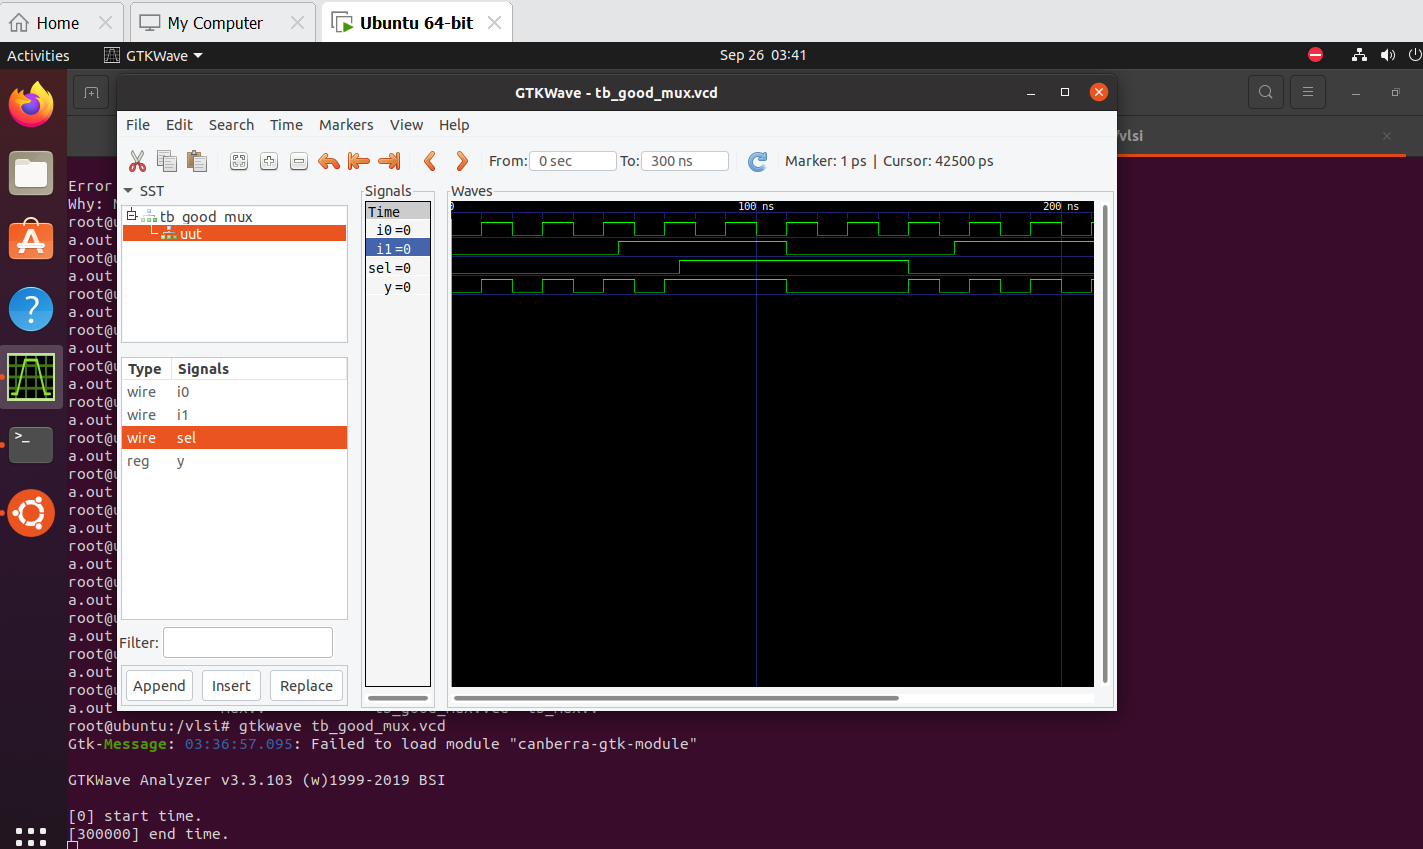 Home
My Computer
Ubuntu 64-bit
Activities
GTKWave
Sep 26 03:41
GTKWave - tb_good_mux.vcd
File Edit Search Time Markers View Help
From: 0 sec To: 300 ns Marker: 1 ps | Cursor: 42500 ps
/vlsi
SST
tb_good_mux
uut
Type Signals
wire i0
wire i1
wire sel
reg y
Filter:
Append Insert Replace
Signals
Time
i0=0
i1=0
sel=0
y=0
Waves
0 100 ns 200 ns
Error
Why:
root@u
a.out
root@u
a.out
root@u
a.out
root@u
a.out
root@u
a.out
root@u
a.out
root@u
a.out
root@u
a.out
root@u
a.out
root@u
a.out
root@u
a.out
root@u
a.out
root@u
a.out
root@u
a.out
root@u
a.out
root@ubuntu:/vlsi# gtkwave tb_good_mux.vcd
Gtk-Message: 03:36:57.095: Failed to load module "canberra-gtk-module"
GTKWave Analyzer v3.3.103 (w)1999-2019 BSI
[0] start time.
[300000] end time.